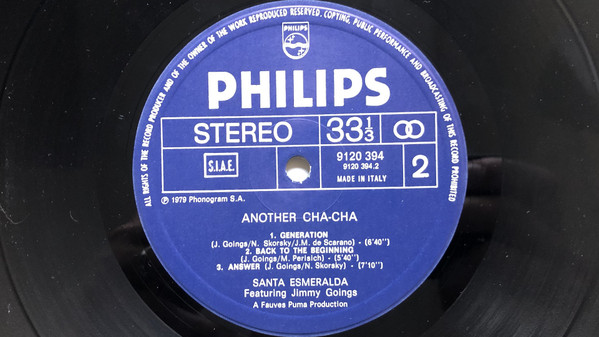 ALL RIGHTS OF THE RECORD PRODUCER AND OF THE OWNER OF THE WORK REPRODUCED RESERVED. COPYING, PUBLIC PERFORMANCE AND BROADCASTING OF THIS RECORD PROHIBITED
PHILIPS
PHILIPS
STEREO 33 1/3
S.I.A.E. 9120 394 2
9120 394.2
MADE IN ITALY
℗ 1979 Phonogram S.A.
ANOTHER CHA-CHA
1. GENERATION
(J. Goings/N. Skorsky/J.M. de Scarano) - (6'40'')
2. BACK TO THE BEGINNING
(J. Goings/M. Perisich) - (5'40'')
3. ANSWER (J. Goings/N. Skorsky) - (7'10'')
SANTA ESMERALDA
Featuring Jimmy Goings
A Fauves Puma Production